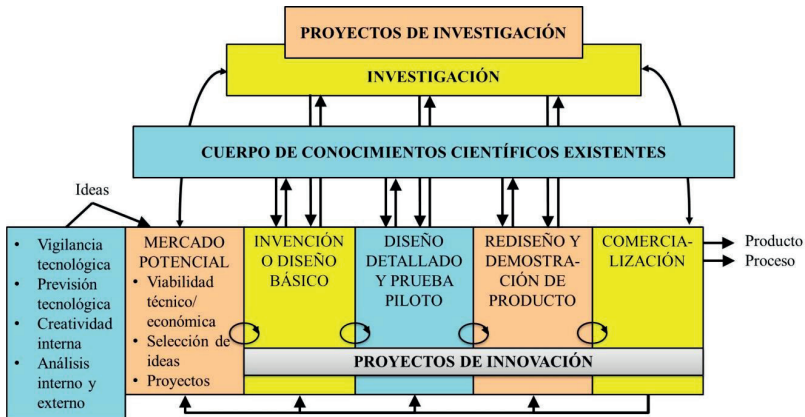 PROYECTOS DE INVESTIGACIÓN
INVESTIGACIÓN
CUERPO DE CONOCIMIENTOS CIENTÍFICOS EXISTENTES
Ideas
• Vigilancia
tecnológica
• Previsión
tecnológica
• Creatividad
interna
• Análisis
interno y
externo
MERCADO
POTENCIAL
• Viabilidad
técnico/
económica
• Selección de
ideas
• Proyectos
INVENCIÓN
O DISEÑO
BÁSICO
DISEÑO
DETALLADO
Y PRUEBA
PILOTO
REDISEÑO Y
DEMOSTRA-
CIÓN DE
PRODUCTO
COMERCIA-
LIZACIÓN
Producto
Proceso
PROYECTOS DE INNOVACIÓN